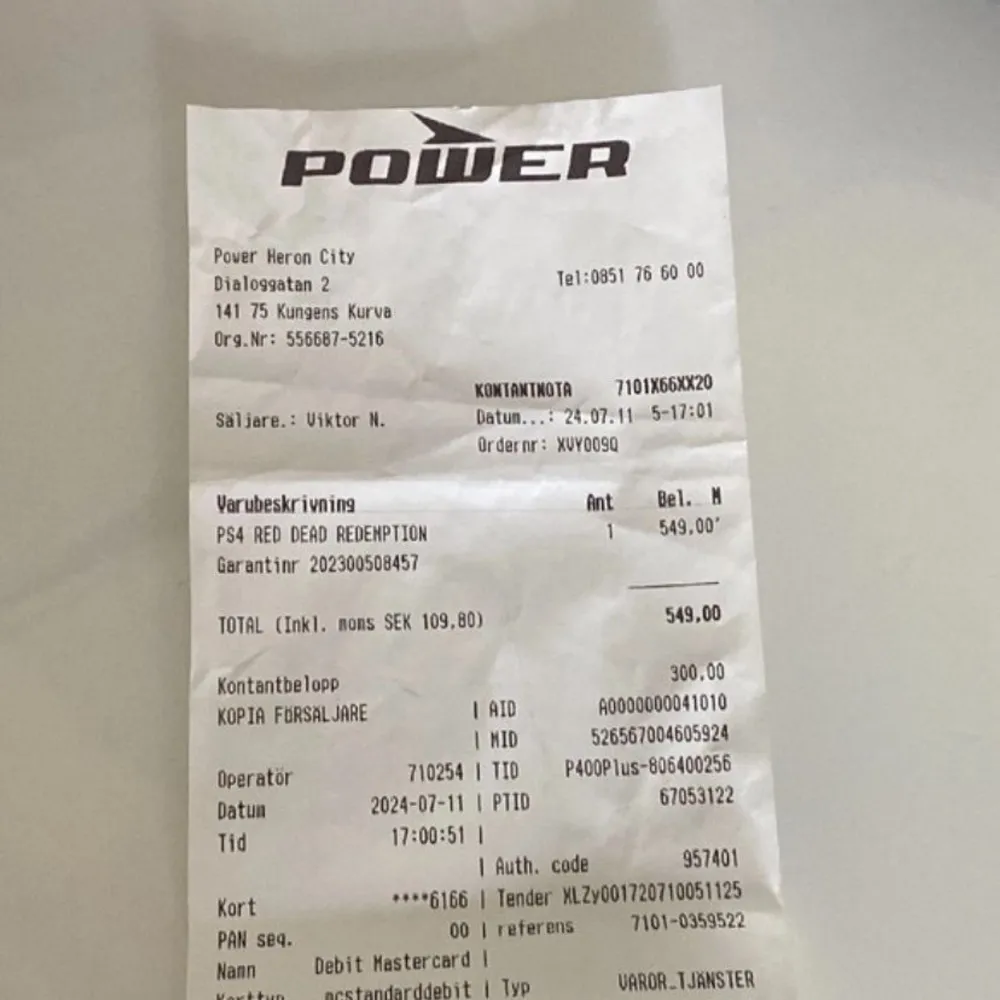 POWER
Power Heron City
Dialoggatan 2 Tel:0851 76 60 00
141 75 Kungens Kurva
Org.Nr: 556687-5216
KONTANTNOTA 7101X66XX20
Säljare.: Viktor N. Datum...: 24.07.11 5-17:01
Ordernr: XVY009Q
Varubeskrivning Ant Bel. M
PS4 RED DEAD REDEMPTION 1 549.00
Garantinr 202300508457
TOTAL (Inkl. moms SEK 109,80) 549.00
Kontantbelopp 300,00
KOPIA FÖRSÄLJARE | AID A0000000041010
| MID 526567004605924
Operatör 710254 | TID P400Plus-806400256
Datum 2024-07-11 | PTID 67053122
Tid 17:00:51 |
| Auth. code 957401
Kort ****6166 | Tender XLZy001720710051125
PAN seq. 00 | referens 7101-0359522
Namn Debit Mastercard |
Korttyp mcstandarddebit | Typ VAROR_TJÄNSTER